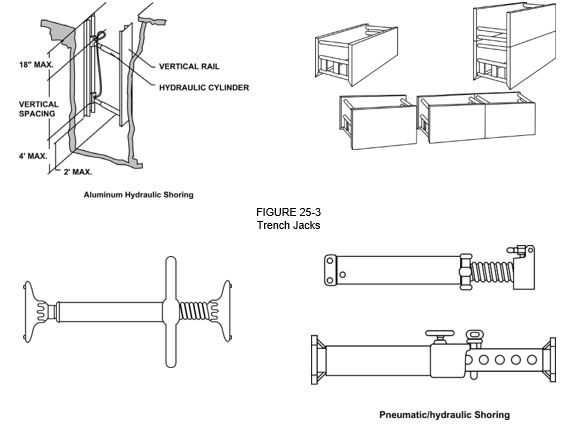 18" MAX.
VERTICAL RAIL
HYDRAULIC CYLINDER
VERTICAL
SPACING
4' MAX.
2' MAX.
Aluminum Hydraulic Shoring
FIGURE 25-3
Trench Jacks
Pneumatic/hydraulic Shoring